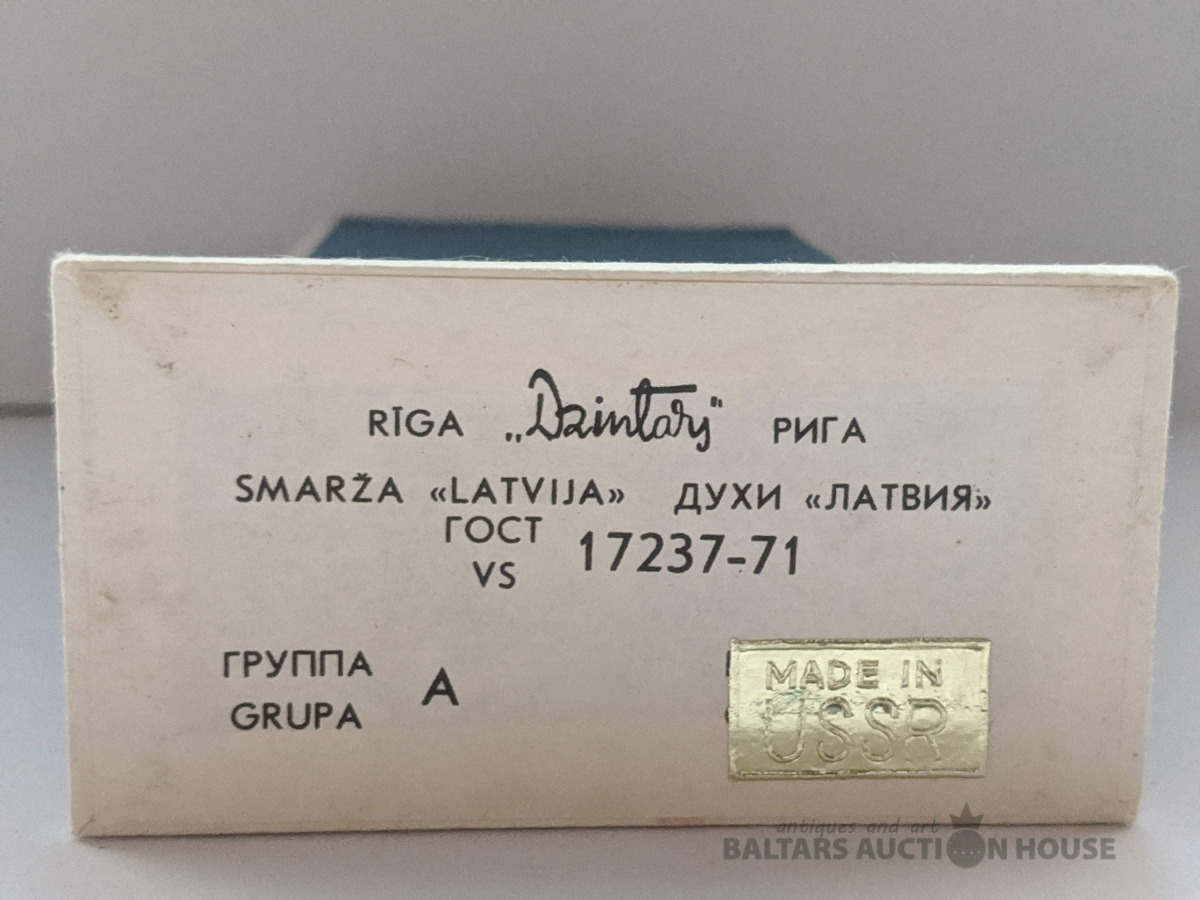 RĪGA „Dzintars" РИГА
SMARŽA «LATVIJA» ДУХИ «ЛАТВИЯ»
ГОСТ
VS 17237-71
ГРУППА
GRUPA A
MADE IN
USSR
antiques and art
BALTARS AUCTION HOUSE